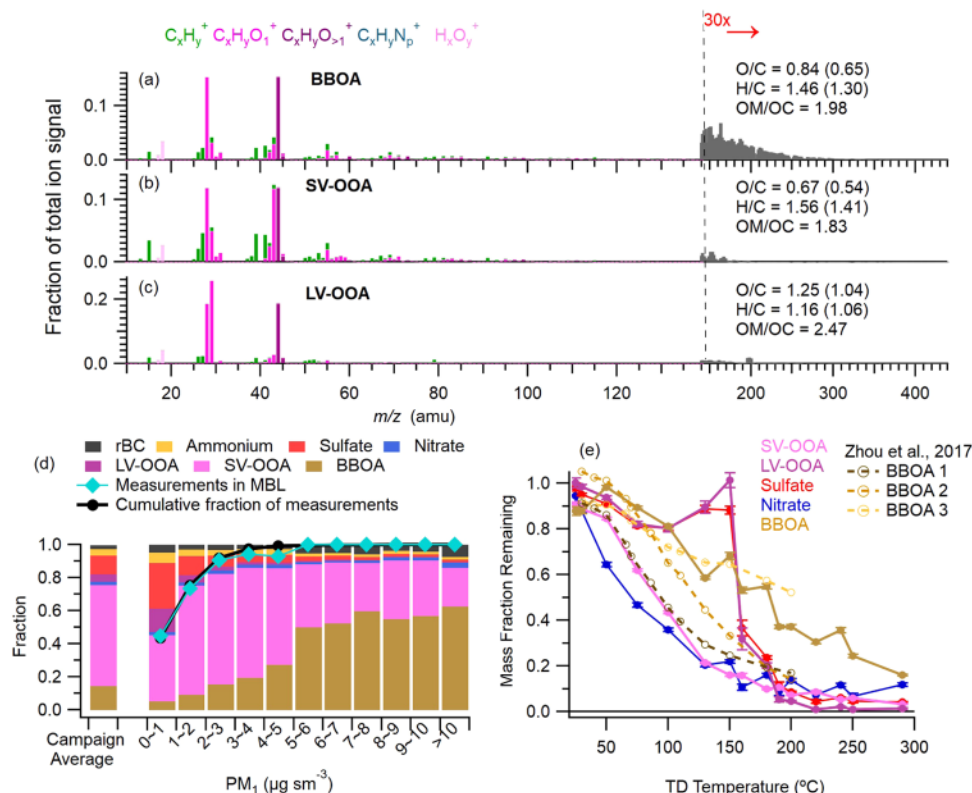 CxHy+ CxHyO1+ CxHyO>1+ CxHyNp+ HxOy+
30x
(a) BBOA
O/C = 0.84 (0.65)
H/C = 1.46 (1.30)
OM/OC = 1.98
0.1
0.0
(b) SV-OOA
O/C = 0.67 (0.54)
H/C = 1.56 (1.41)
OM/OC = 1.83
0.1
0.0
(c) LV-OOA
O/C = 1.25 (1.04)
H/C = 1.16 (1.06)
OM/OC = 2.47
0.2
0.0
Fraction of total ion signal
20 40 60 80 100 120 200 300 400
m/z (amu)
rBC Ammonium Sulfate Nitrate
LV-OOA SV-OOA BBOA
(d) Measurements in MBL
Cumulative fraction of measurements
1.0
0.8
0.6
0.4
0.2
0.0
Fraction
Campaign Average
0~1 1~2 2~3 3~4 4~5 5~6 6~7 7~8 8~9 9~10 >10
PM1 (µg sm-3)
(e)
SV-OOA
LV-OOA
Sulfate
Nitrate
BBOA
Zhou et al., 2017
BBOA 1
BBOA 2
BBOA 3
1.0
0.8
0.6
0.4
0.2
0.0
Mass Fraction Remaining
50 100 150 200 250 300
TD Temperature (ºC)